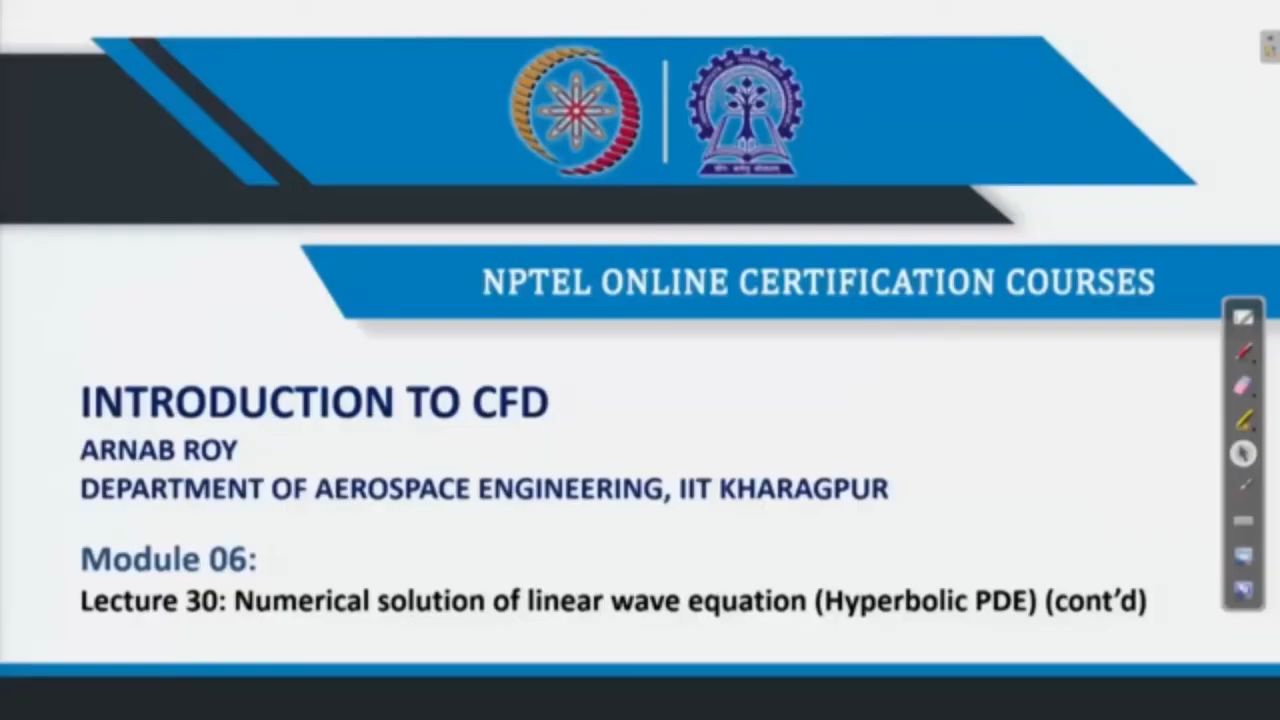 NPTEL ONLINE CERTIFICATION COURSES
INTRODUCTION TO CFD
ARNAB ROY
DEPARTMENT OF AEROSPACE ENGINEERING, IIT KHARAGPUR
Module 06:
Lecture 30: Numerical solution of linear wave equation (Hyperbolic PDE) (cont’d)